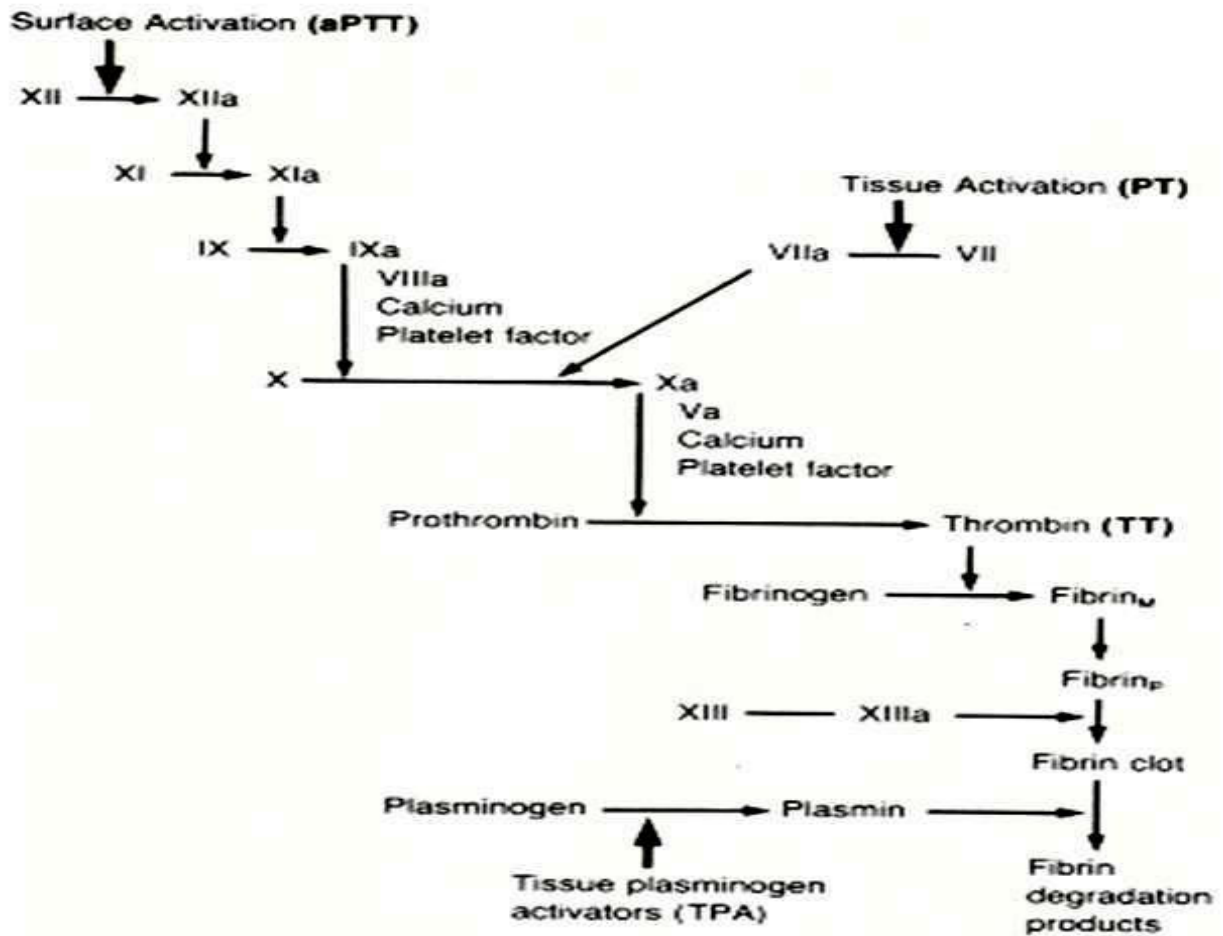 Surface Activation (aPTT)
XII XIIa
XI XIa
Tissue Activation (PT)
IX IXa
VIIa VII
VIIIa
Calcium
Platelet factor
X Xa
Va
Calcium
Platelet factor
Prothrombin Thrombin (TT)
Fibrinogen FibrinM
FibrinP
XIII XIIIa
Fibrin clot
Plasminogen Plasmin
Fibrin
degradation
products
Tissue plasminogen
activators (TPA)